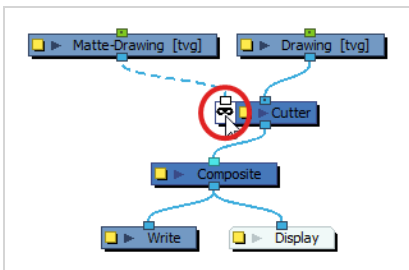 Matte-Drawing [tvg]
Drawing [tvg]
Cutter
Composite
Write
Display